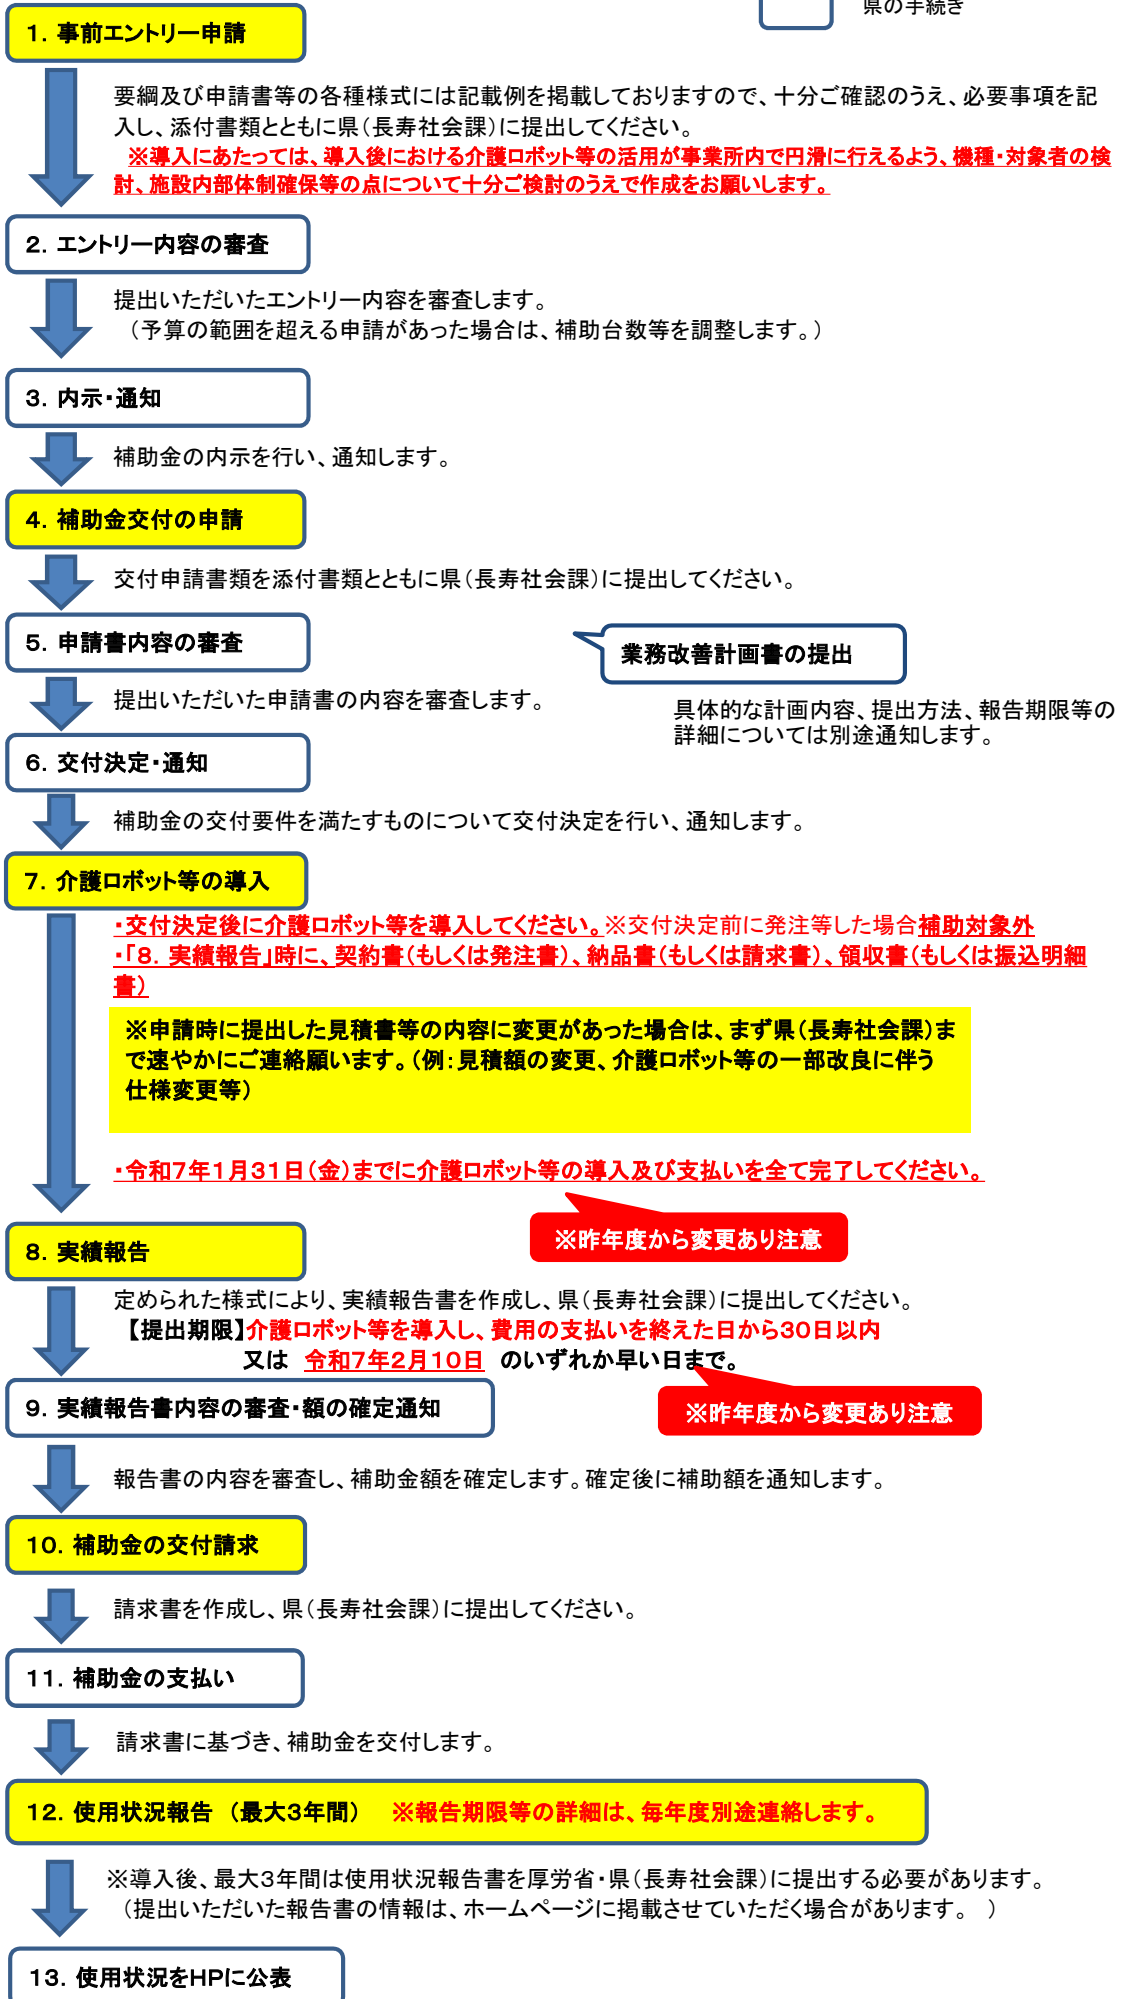 県の手続き
１．事前エントリー申請
要綱及び申請書等の各種様式には記載例を掲載しておりますので、十分ご確認のうえ、必要事項を記
入し、添付書類とともに県（長寿社会課）に提出してください。
※導入にあたっては、導入後における介護ロボット等の活用が事業所内で円滑に行えるよう、機種・対象者の検
討、施設内部体制確保等の点について十分ご検討のうえで作成をお願いします。
２．エントリー内容の審査
提出いただいたエントリー内容を審査します。
（予算の範囲を超える申請があった場合は、補助台数等を調整します。）
３．内示・通知
補助金の内示を行い、通知します。
４．補助金交付の申請
交付申請書類を添付書類とともに県（長寿社会課）に提出してください。
５．申請書内容の審査
業務改善計画書の提出
提出いただいた申請書の内容を審査します。
具体的な計画内容、提出方法、報告期限等の
詳細については別途通知します。
６．交付決定・通知
補助金の交付要件を満たすものについて交付決定を行い、通知します。
７．介護ロボット等の導入
・交付決定後に介護ロボット等を導入してください。※交付決定前に発注等した場合補助対象外
・「８．実績報告」時に、契約書（もしくは発注書）、納品書（もしくは請求書）、領収書（もしくは振込明細
書）
※申請時に提出した見積書等の内容に変更があった場合は、まず県（長寿社会課）ま
で速やかにご連絡願います。（例：見積額の変更、介護ロボット等の一部改良に伴う
仕様変更等）
・令和７年１月３１日（金）までに介護ロボット等の導入及び支払いを全て完了してください。
※昨年度から変更あり注意
８．実績報告
定められた様式により、実績報告書を作成し、県（長寿社会課）に提出してください。
【提出期限】介護ロボット等を導入し、費用の支払いを終えた日から３０日以内
又は　令和７年２月１０日　のいずれか早い日まで。
９．実績報告書内容の審査・額の確定通知
※昨年度から変更あり注意
報告書の内容を審査し、補助金額を確定します。確定後に補助額を通知します。
１０．補助金の交付請求
請求書を作成し、県（長寿社会課）に提出してください。
１１．補助金の支払い
請求書に基づき、補助金を交付します。
１２．使用状況報告　（最大３年間）　※報告期限等の詳細は、毎年度別途連絡します。
※導入後、最大３年間は使用状況報告書を厚労省・県（長寿社会課）に提出する必要があります。
（提出いただいた報告書の情報は、ホームページに掲載させていただく場合があります。　）
１３．使用状況をＨＰに公表